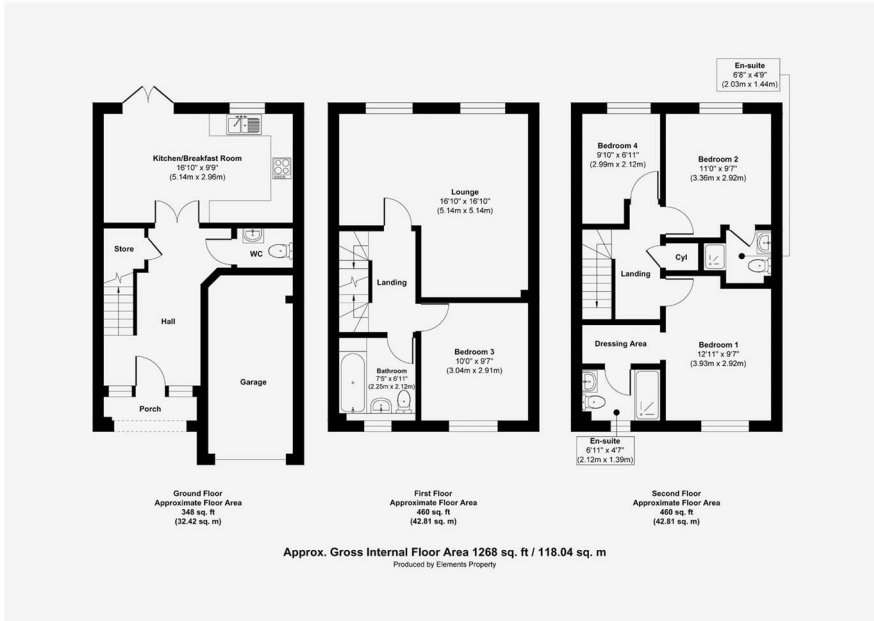 En-suite
6'8" x 4'9"
(2.03m x 1.44m)
Kitchen/Breakfast Room
16'10" x 9'9"
(5.14m x 2.96m)
Store
WC
Hall
Garage
Porch
Lounge
16'10" x 16'10"
(5.14m x 5.14m)
Landing
Bedroom 3
10'0" x 9'7"
(3.04m x 2.91m)
Bathroom
7'5" x 6'11"
(2.25m x 2.12m)
Bedroom 4
9'10" x 6'11"
(2.99m x 2.12m)
Bedroom 2
11'0" x 9'7"
(3.36m x 2.92m)
Cyl
Landing
Dressing Area
Bedroom 1
12'11" x 9'7"
(3.93m x 2.92m)
En-suite
6'11" x 4'7"
(2.12m x 1.39m)
Ground Floor
Approximate Floor Area
348 sq. ft
(32.42 sq. m)
First Floor
Approximate Floor Area
460 sq. ft
(42.81 sq. m)
Second Floor
Approximate Floor Area
460 sq. ft
(42.81 sq. m)
Approx. Gross Internal Floor Area 1268 sq. ft / 118.04 sq. m
Produced by Elements Property